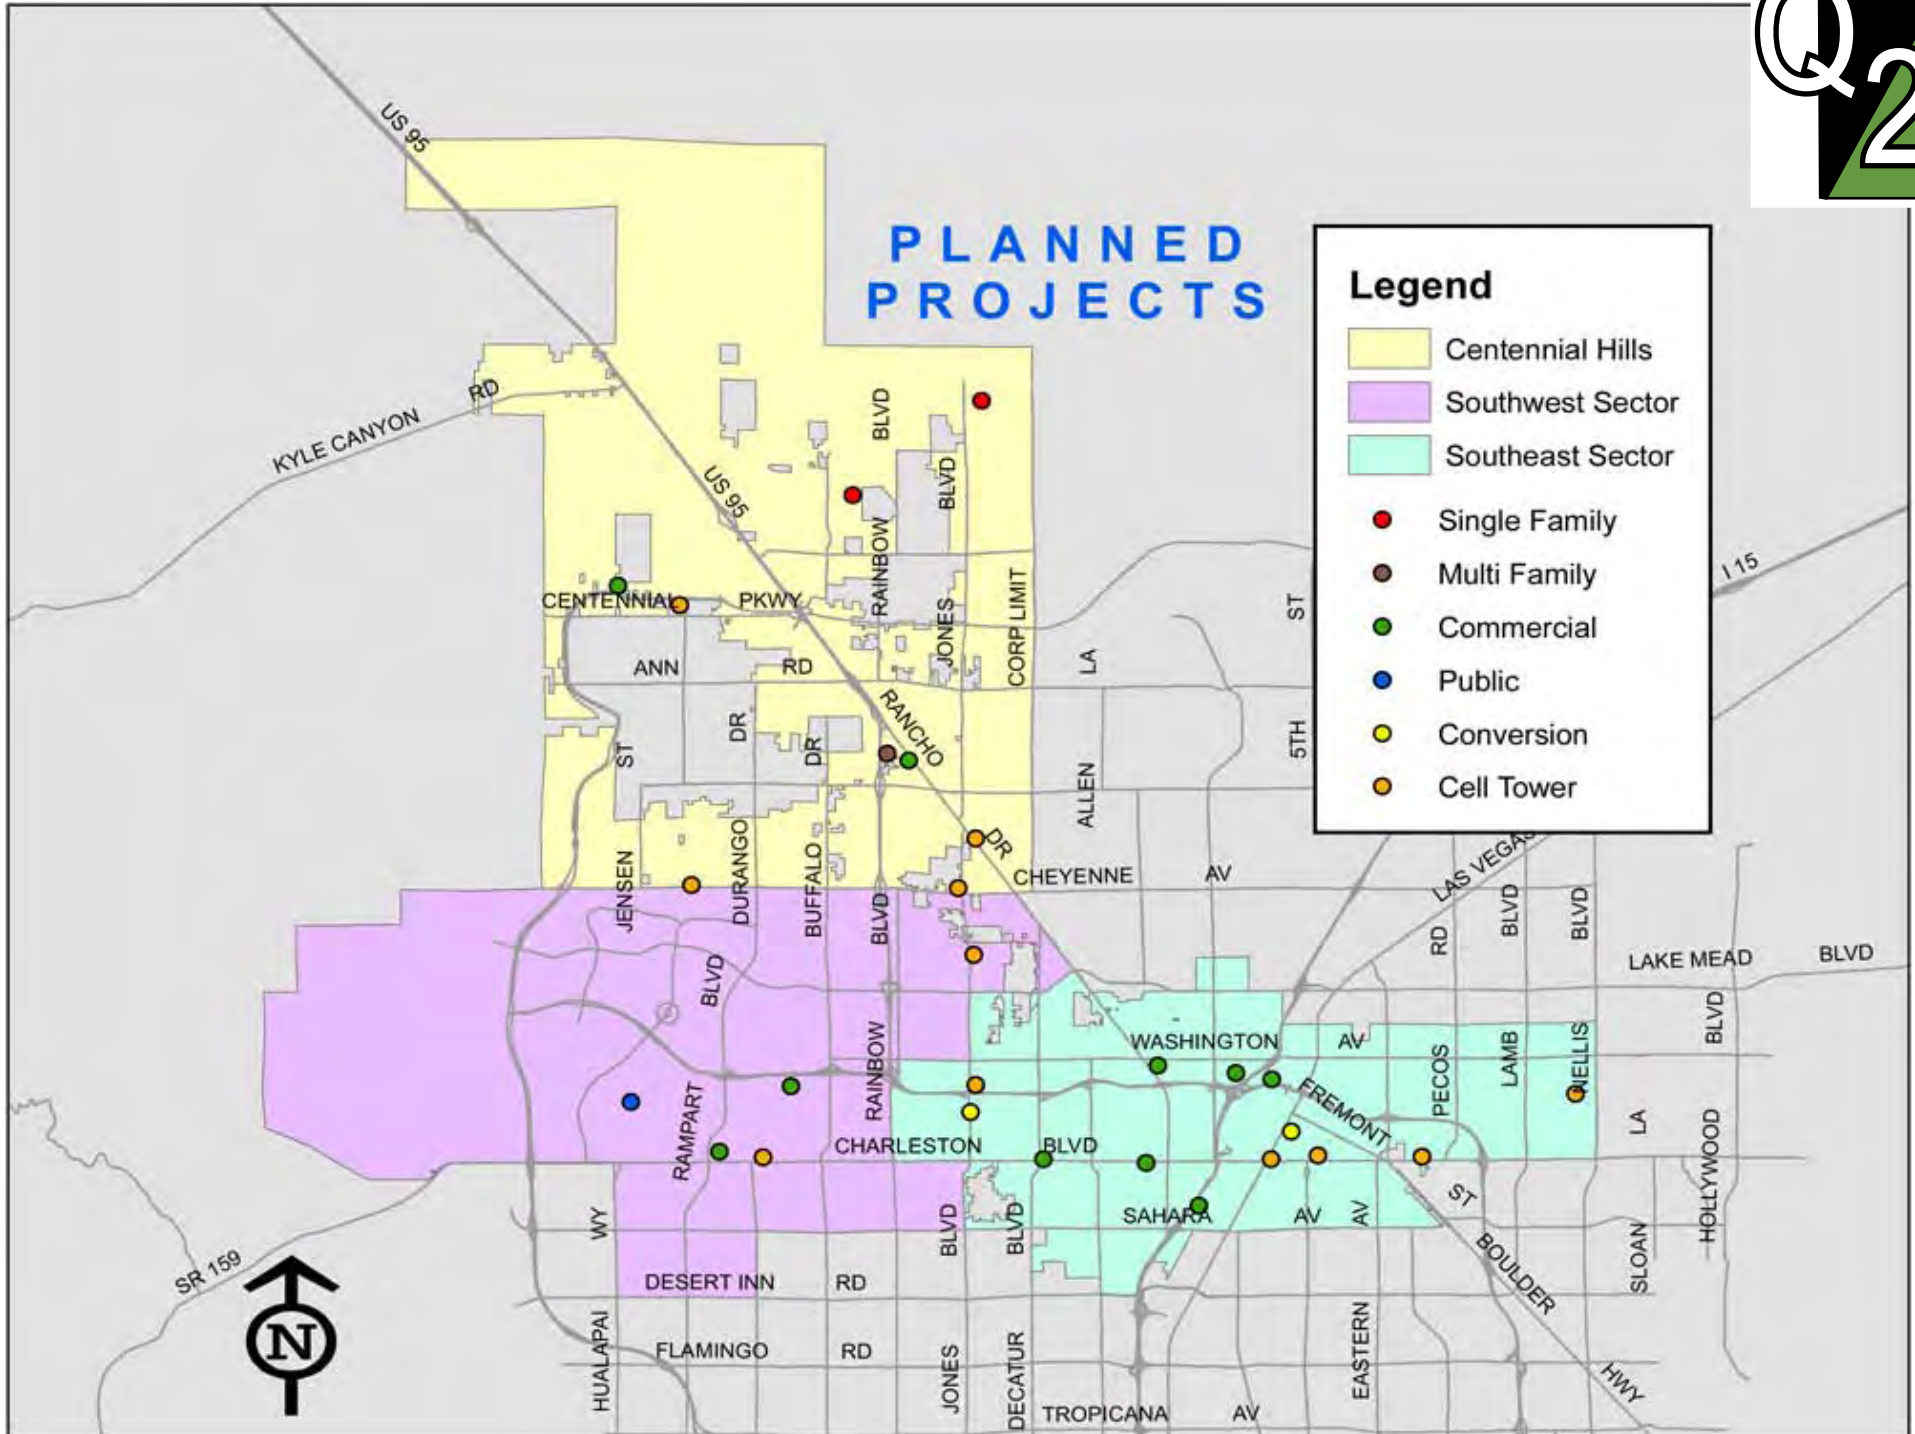 Q
2
US 95
PLANNED
PROJECTS
Legend
Centennial Hills
Southwest Sector
Southeast Sector
Single Family
Multi Family
Commercial
Public
Conversion
Cell Tower
KYLE CANYON RD
US 95
BLVD
BLVD
RAINBOW
JONES
CORP LIMIT
CENTENNIAL PKWY
ANN RD
I 15
ST
LA
5TH
ALLEN
RANCHO
DR
DR
DR
ST
JENSEN
DURANGO
BUFFALO
BLVD
CHEYENNE AV
LAS VEGAS
RD
BLVD
BLVD
LAKE MEAD BLVD
BLVD
BLVD
RAINBOW
WASHINGTON AV
PECOS
LAMB
NELLIS
FREMONT
RAMPART
CHARLESTON BLVD
LA
HOLLYWOOD
ST
SAHARA AV
AV
WY
BLVD
BLVD
SR 159
DESERT INN RD
BOULDER
SLOAN
N
HUALAPAI
FLAMINGO RD
JONES
DECATUR
EASTERN
HWY
TROPICANA AV